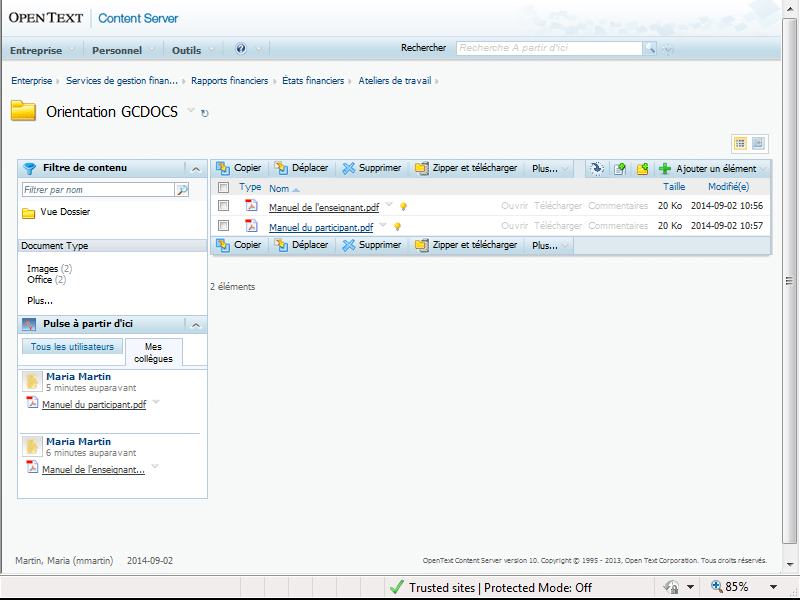 OPENTEXT | Content Server
Entreprise Personnel Outils Rechercher Recherche A partir d'ici
Entreprise Services de gestion finan... Rapports financiers États financiers Ateliers de travail
Orientation GCDOCS
Filtre de contenu
Filtrer par nom
Vue Dossier
Document Type
Images (2)
Office (2)
Plus...
Pulse à partir d'ici
Tous les utilisateurs Mes collègues
Maria Martin
5 minutes auparavant
Manuel du participant.pdf
Maria Martin
6 minutes auparavant
Manuel de l'enseignant...
Copier Déplacer Supprimer Zipper et télécharger Plus... Ajouter un élément
Type Nom Taille Modifié(e)
Manuel de l'enseignant.pdf Ouvrir Télécharger Commentaires 20 Ko 2014-09-02 10:56
Manuel du participant.pdf Ouvrir Télécharger Commentaires 20 Ko 2014-09-02 10:57
Copier Déplacer Supprimer Zipper et télécharger Plus...
2 éléments
Martin, Maria (mmartin) 2014-09-02 OpenText Content Server version 10. Copyright © 1995 - 2013, Open Text Corporation. Tous droits réservés.
Trusted sites | Protected Mode: Off 85%